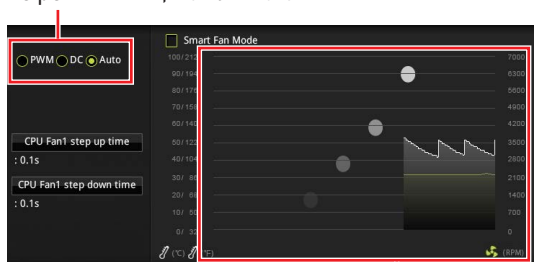 Smart Fan Mode
PWM DC Auto
100/212 7000
90/194 6300
80/176 5600
70/158 4900
60/140 4200
50/122 3500
40/104 2800
30/ 86 2100
20/ 68 1400
10/ 50 700
0/ 32 0
(°C) (°F) (RPM)
CPU Fan1 step up time
: 0.1s
CPU Fan1 step down time
: 0.1s